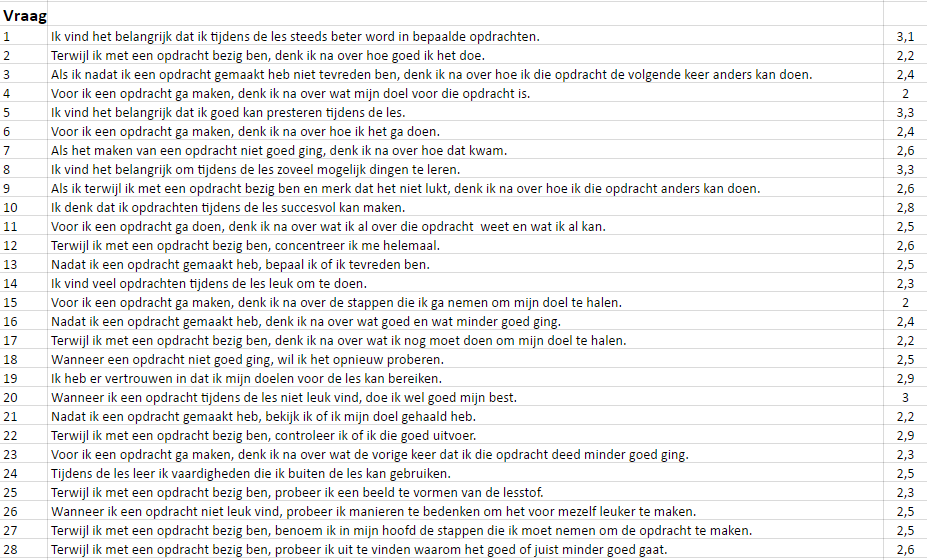 Vraag
1 Ik vind het belangrijk dat ik tijdens de les steeds beter word in bepaalde opdrachten. 3,1
2 Terwijl ik met een opdracht bezig ben, denk ik na over hoe goed ik het doe. 2,2
3 Als ik nadat ik een opdracht gemaakt heb niet tevreden ben, denk ik na over hoe ik die opdracht de volgende keer anders kan doen. 2,4
4 Voor ik een opdracht ga maken, denk ik na over wat mijn doel voor die opdracht is. 2
5 Ik vind het belangrijk dat ik goed kan presteren tijdens de les. 3,3
6 Voor ik een opdracht ga maken, denk ik na over hoe ik het ga doen. 2,4
7 Als het maken van een opdracht niet goed ging, denk ik na over hoe dat kwam. 2,6
8 Ik vind het belangrijk om tijdens de les zoveel mogelijk dingen te leren. 3,3
9 Als ik terwijl ik met een opdracht bezig ben en merk dat het niet lukt, denk ik na over hoe ik die opdracht anders kan doen. 2,6
10 Ik denk dat ik opdrachten tijdens de les succesvol kan maken. 2,8
11 Voor ik een opdracht ga doen, denk ik na over wat ik al over die opdracht  weet en wat ik al kan. 2,5
12 Terwijl ik met een opdracht bezig ben, concentreer ik me helemaal. 2,6
13 Nadat ik een opdracht gemaakt heb, bepaal ik of ik tevreden ben. 2,5
14 Ik vind veel opdrachten tijdens de les leuk om te doen. 2,3
15 Voor ik een opdracht ga maken, denk ik na over de stappen die ik ga nemen om mijn doel te halen. 2
16 Nadat ik een opdracht gemaakt heb, denk ik na over wat goed en wat minder goed ging. 2,4
17 Terwijl ik met een opdracht bezig ben, denk ik na over wat ik nog moet doen om mijn doel te halen. 2,2
18 Wanneer een opdracht niet goed ging, wil ik het opnieuw proberen. 2,5
19 Ik heb er vertrouwen in dat ik mijn doelen voor de les kan bereiken. 2,9
20 Wanneer ik een opdracht tijdens de les niet leuk vind, doe ik wel goed mijn best. 3
21 Nadat ik een opdracht gemaakt heb, bekijk ik of ik mijn doel gehaald heb. 2,2
22 Terwijl ik met een opdracht bezig ben, controleer ik of ik die goed uitvoer. 2,9
23 Voor ik een opdracht ga maken, denk ik na over wat de vorige keer dat ik die opdracht deed minder goed ging. 2,3
24 Tijdens de les leer ik vaardigheden die ik buiten de les kan gebruiken. 2,5
25 Terwijl ik met een opdracht bezig ben, probeer ik een beeld te vormen van de lesstof. 2,3
26 Wanneer ik een opdracht niet leuk vind, probeer ik manieren te bedenken om het voor mezelf leuker te maken. 2,5
27 Terwijl ik met een opdracht bezig ben, benoem ik in mijn hoofd de stappen die ik moet nemen om de opdracht te maken. 2,5
28 Terwijl ik met een opdracht bezig ben, probeer ik uit te vinden waarom het goed of juist minder goed gaat. 2,6